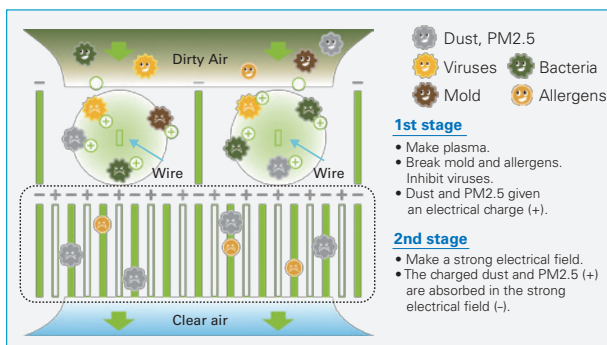 Dirty Air
Wire
Wire
− + − + − + − + − + − + − + − + − + −
Clear air
Dust, PM2.5
Viruses
Bacteria
Mold
Allergens
1st stage
• Make plasma.
• Break mold and allergens.
Inhibit viruses.
• Dust and PM2.5 given
an electrical charge (+).
2nd stage
• Make a strong electrical field.
• The charged dust and PM2.5 (+)
are absorbed in the strong
electrical field (–).